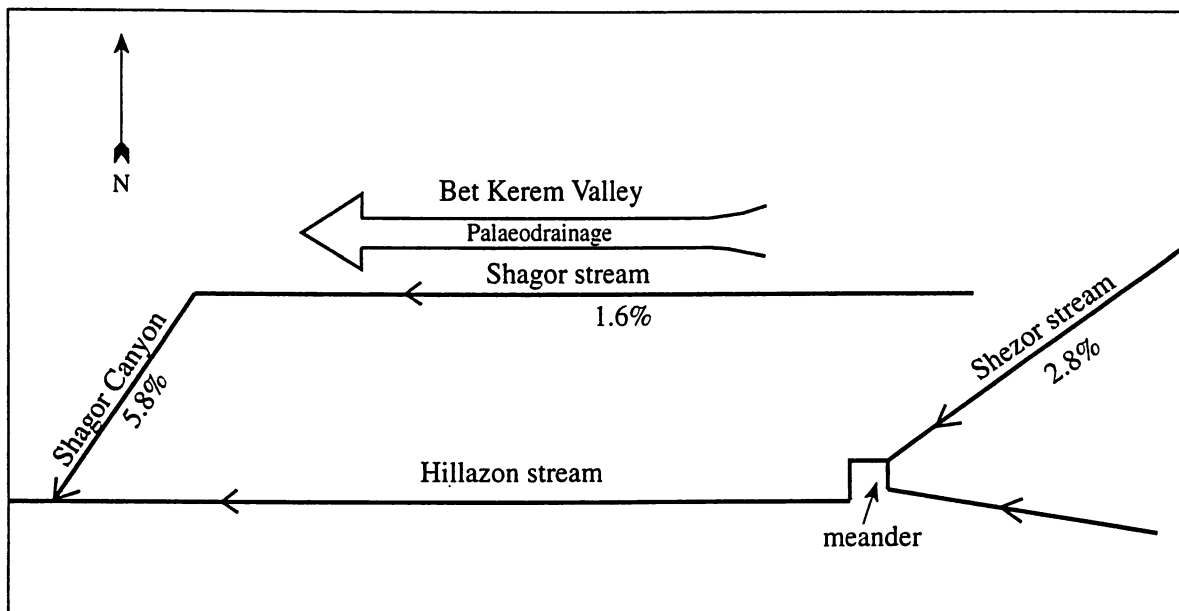 N
Bet Kerem Valley
Palaeodrainage
Shagor stream
1.6%
Shagor Canyon
5.8%
Shezor stream
2.8%
Hillazon stream
meander